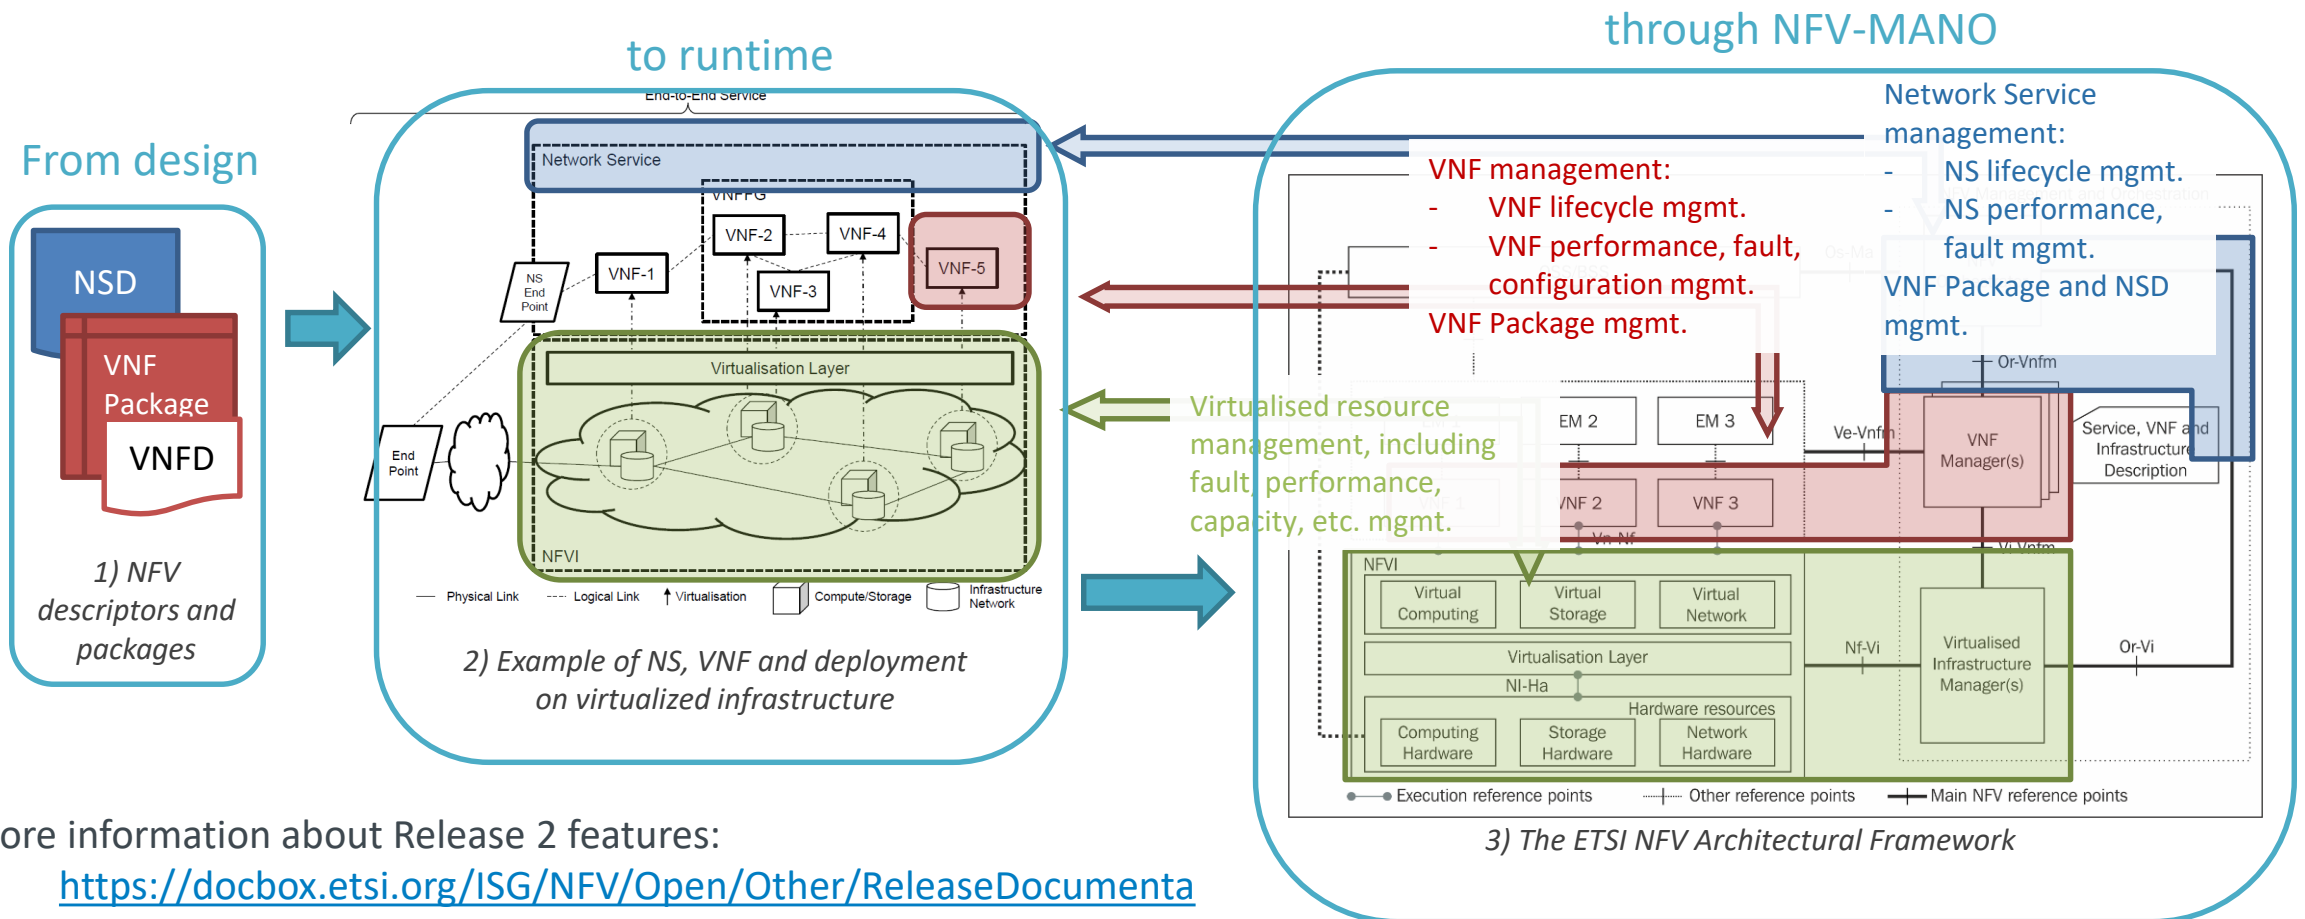 From design
NSD
VNF
Package
VNFD
1) NFV
descriptors and
packages
to runtime
End-to-End Service
Network Service
VNFFG
VNF-2
VNF-4
VNF-1
VNF-3
VNF-5
NS
End
Point
Virtualisation Layer
End
Point
NFVI
Physical Link
Logical Link
Virtualisation
Compute/Storage
Infrastructure
Network
2) Example of NS, VNF and deployment
on virtualized infrastructure
through NFV-MANO
Network Service
management:
- NS lifecycle mgmt.
- NS performance,
fault mgmt.
VNF Package and NSD
mgmt.
VNF management:
- VNF lifecycle mgmt.
- VNF performance, fault,
configuration mgmt.
VNF Package mgmt.
Virtualised resource
management, including
fault, performance,
capacity, etc. mgmt.
Os-Ma
Or-Vnfm
EM 2
EM 3
Ve-Vnfm
VNF
Manager(s)
Service, VNF and
Infrastructure
Description
VNF 1
VNF 2
VNF 3
Vn-Nf
Vi-Vnfm
NFVI
Virtual
Computing
Virtual
Storage
Virtual
Network
Virtualisation Layer
Nf-Vi
Virtualised
Infrastructure
Manager(s)
Or-Vi
NI-Ha
Hardware resources
Computing
Hardware
Storage
Hardware
Network
Hardware
Execution reference points
Other reference points
Main NFV reference points
3) The ETSI NFV Architectural Framework
ore information about Release 2 features:
https://docbox.etsi.org/ISG/NFV/Open/Other/ReleaseDocumenta